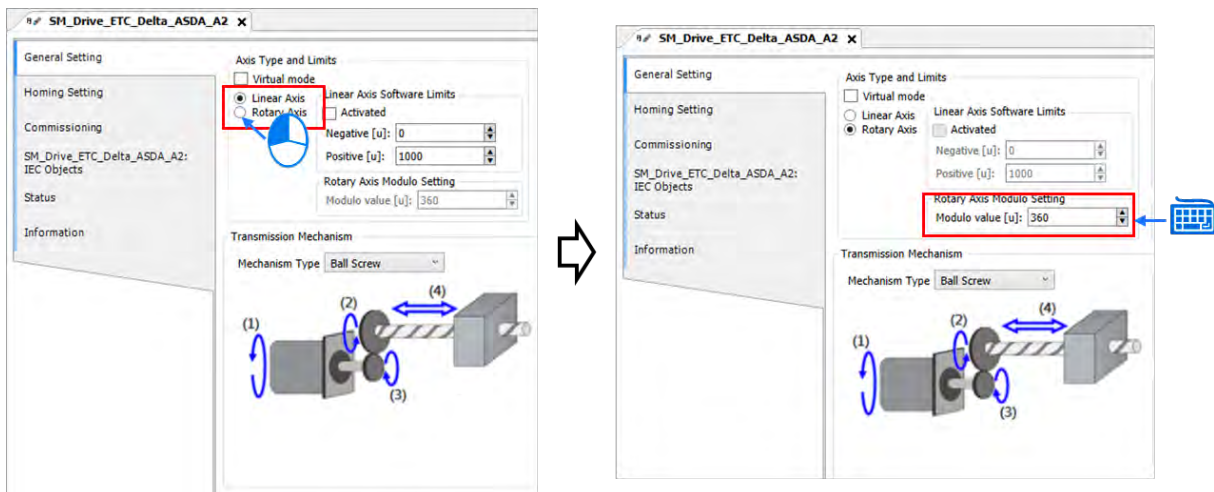 SM_Drive_ETC_Delta_ASDA_A2 X
General Setting
Homing Setting
Commissioning
SM_Drive_ETC_Delta_ASDA_A2:
IEC Objects
Status
Information
Axis Type and Limits
Virtual mode
Linear Axis
Rotary Axis
Linear Axis Software Limits
Activated
Negative [u]: 0
Positive [u]: 1000
Rotary Axis Modulo Setting
Modulo value [u]: 360
Transmission Mechanism
Mechanism Type Ball Screw
(1)
(2)
(4)
(3)
SM_Drive_ETC_Delta_ASDA_A2 X
General Setting
Homing Setting
Commissioning
SM_Drive_ETC_Delta_ASDA_A2:
IEC Objects
Status
Information
Axis Type and Limits
Virtual mode
Linear Axis
Rotary Axis
Linear Axis Software Limits
Activated
Negative [u]: 0
Positive [u]: 1000
Rotary Axis Modulo Setting
Modulo value [u]: 360
Transmission Mechanism
Mechanism Type Ball Screw
(1)
(2)
(4)
(3)